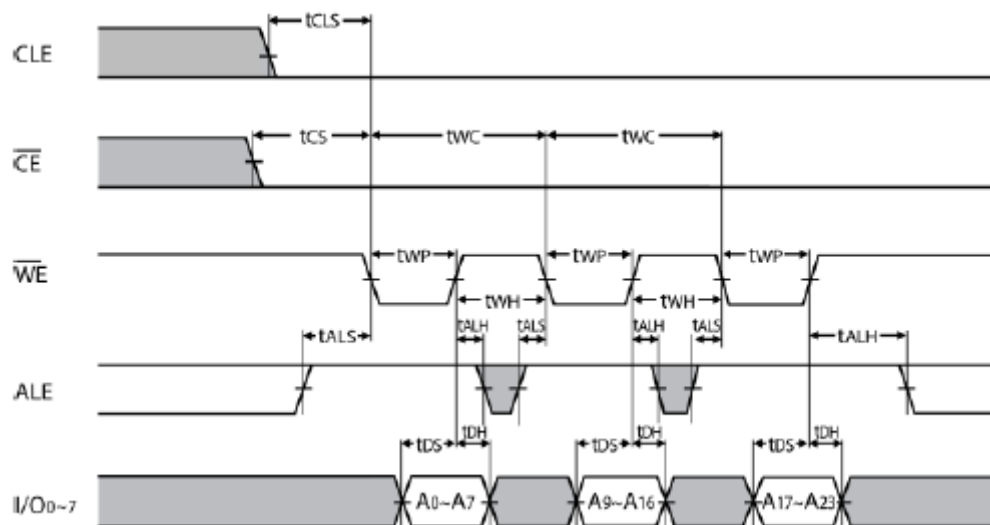 tCLS
CLE
tCS tWC tWC
CE
tWP tWP tWP
WE
tWH tWH
tALS tALH tALS tALH tALS tALH
ALE
tDS tDH tDS tDH tDS tDH
I/O0~7 A0~A7 A9~A16 A17~A23